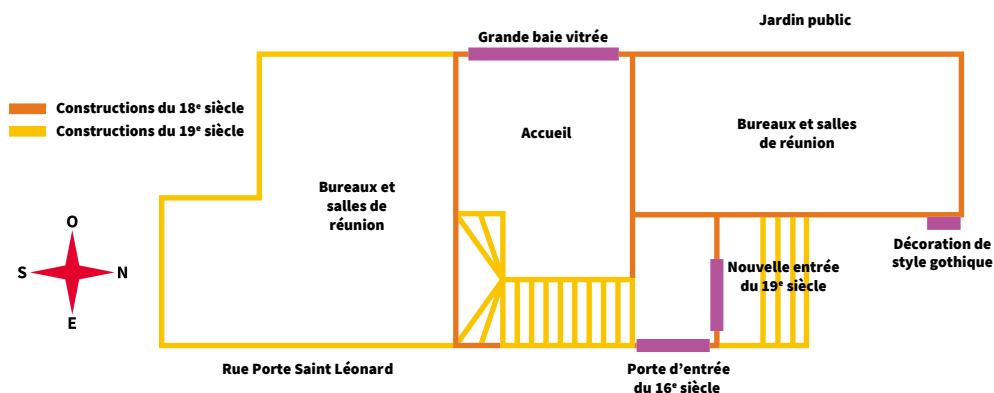 Jardin public
Grande baie vitrée
Constructions du 18e siècle
Constructions du 19e siècle
Accueil
Bureaux et salles
de réunion
Bureaux et
salles de
réunion
O
S
N
E
Décoration de
style gothique
Nouvelle entrée
du 19e siècle
Rue Porte Saint Léonard
Porte d’entrée
du 16e siècle